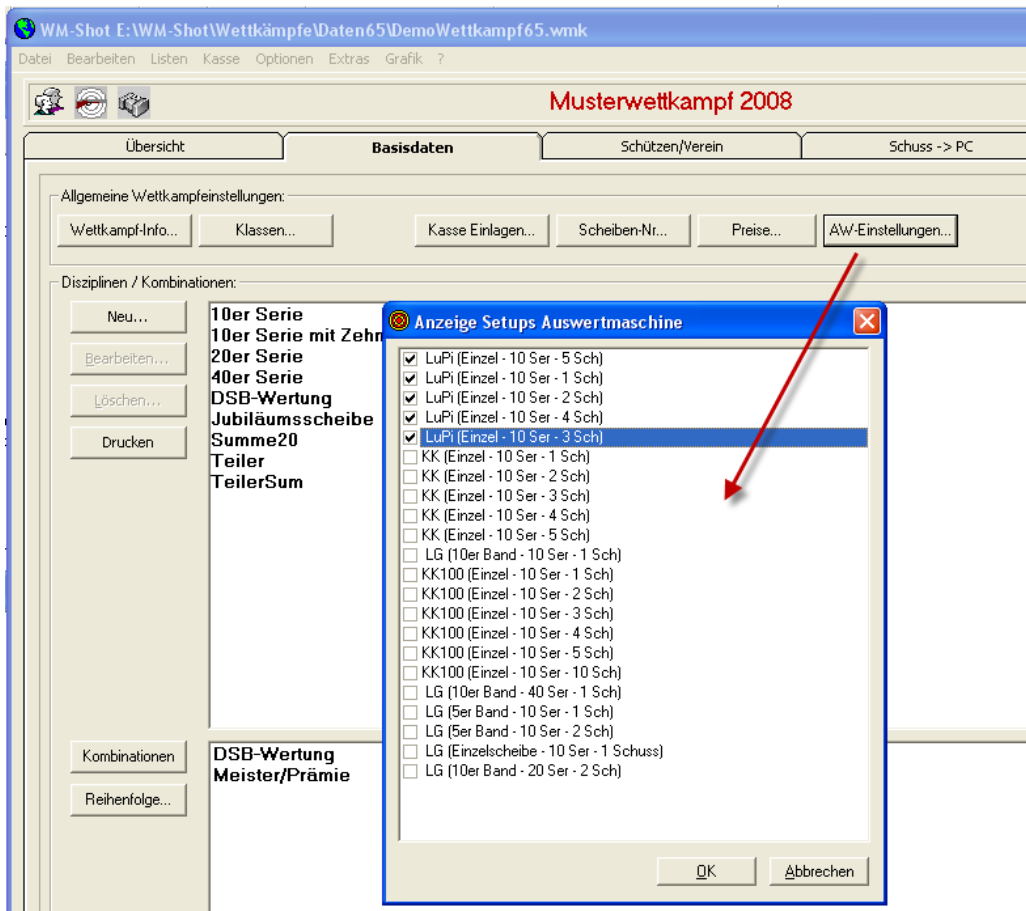 WM-Shot E:\WM-Shot\Wettkämpfe\Daten65\DemoWettkampf65.wmk
Datei Bearbeiten Listen Kasse Optionen Extras Grafik ?
Musterwettkampf 2008
Übersicht Basisdaten Schützen/Verein Schuss -> PC
Allgemeine Wettkampfeinstellungen:
Wettkampf-Info... Klassen... Kasse Einlagen... Scheiben-Nr... Preise... AW-Einstellungen...
Disziplinen / Kombinationen:
Neu...
Bearbeiten...
Löschen...
Drucken
10er Serie
10er Serie mit Zehn
20er Serie
40er Serie
DSB-Wertung
Jubiläumsscheibe
Summe20
Teiler
TeilerSum
Anzeige Setups Auswertmaschine
LuPi (Einzel - 10 Ser - 5 Sch)
LuPi (Einzel - 10 Ser - 1 Sch)
LuPi (Einzel - 10 Ser - 2 Sch)
LuPi (Einzel - 10 Ser - 4 Sch)
LuPi (Einzel - 10 Ser - 3 Sch)
KK (Einzel - 10 Ser - 1 Sch)
KK (Einzel - 10 Ser - 2 Sch)
KK (Einzel - 10 Ser - 3 Sch)
KK (Einzel - 10 Ser - 4 Sch)
KK (Einzel - 10 Ser - 5 Sch)
LG (10er Band - 10 Ser - 1 Sch)
KK100 (Einzel - 10 Ser - 1 Sch)
KK100 (Einzel - 10 Ser - 2 Sch)
KK100 (Einzel - 10 Ser - 3 Sch)
KK100 (Einzel - 10 Ser - 4 Sch)
KK100 (Einzel - 10 Ser - 5 Sch)
KK100 (Einzel - 10 Ser - 10 Sch)
LG (10er Band - 40 Ser - 1 Sch)
LG (5er Band - 10 Ser - 1 Sch)
LG (5er Band - 10 Ser - 2 Sch)
LG (Einzelscheibe - 10 Ser - 1 Schuss)
LG (10er Band - 20 Ser - 2 Sch)
OK Abbrechen
Kombinationen
Reihenfolge...
DSB-Wertung
Meister/Prämie